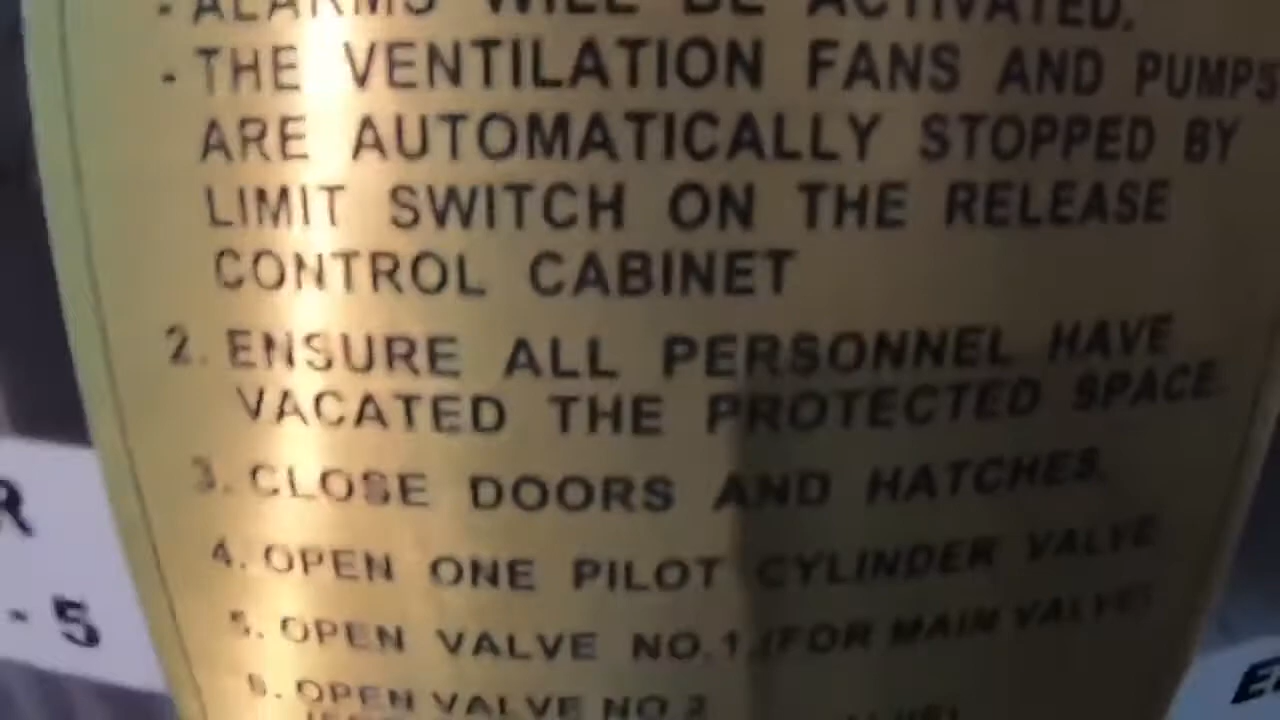 - ALARMS WILL BE ACTIVATED.
- THE VENTILATION FANS AND PUMPS
ARE AUTOMATICALLY STOPPED BY
LIMIT SWITCH ON THE RELEASE
CONTROL CABINET
2. ENSURE ALL PERSONNEL HAVE
VACATED THE PROTECTED SPACE.
3. CLOSE DOORS AND HATCHES.
4. OPEN ONE PILOT CYLINDER VALVE
5. OPEN VALVE NO.1 (FOR MAIN VALVE)
6. OPEN VALVE NO.2
R
- 5